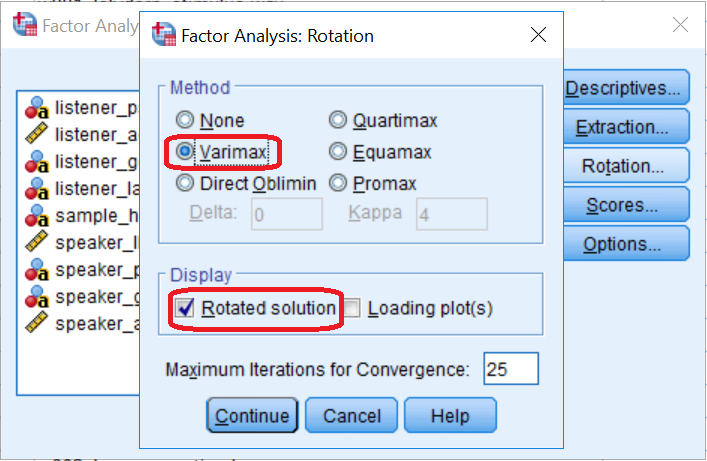 Factor Analy
Factor Analysis: Rotation
listener_p
listener_a
listener_g
listener_la
sample_h
speaker_li
speaker_p
speaker_g
speaker_a
Method
None
Quartimax
Varimax
Equamax
Direct Oblimin
Promax
Delta: 0
Kappa 4
Display
Rotated solution
Loading plot(s)
Maximum Iterations for Convergence: 25
Continue
Cancel
Help
Descriptives...
Extraction...
Rotation...
Scores...
Options...